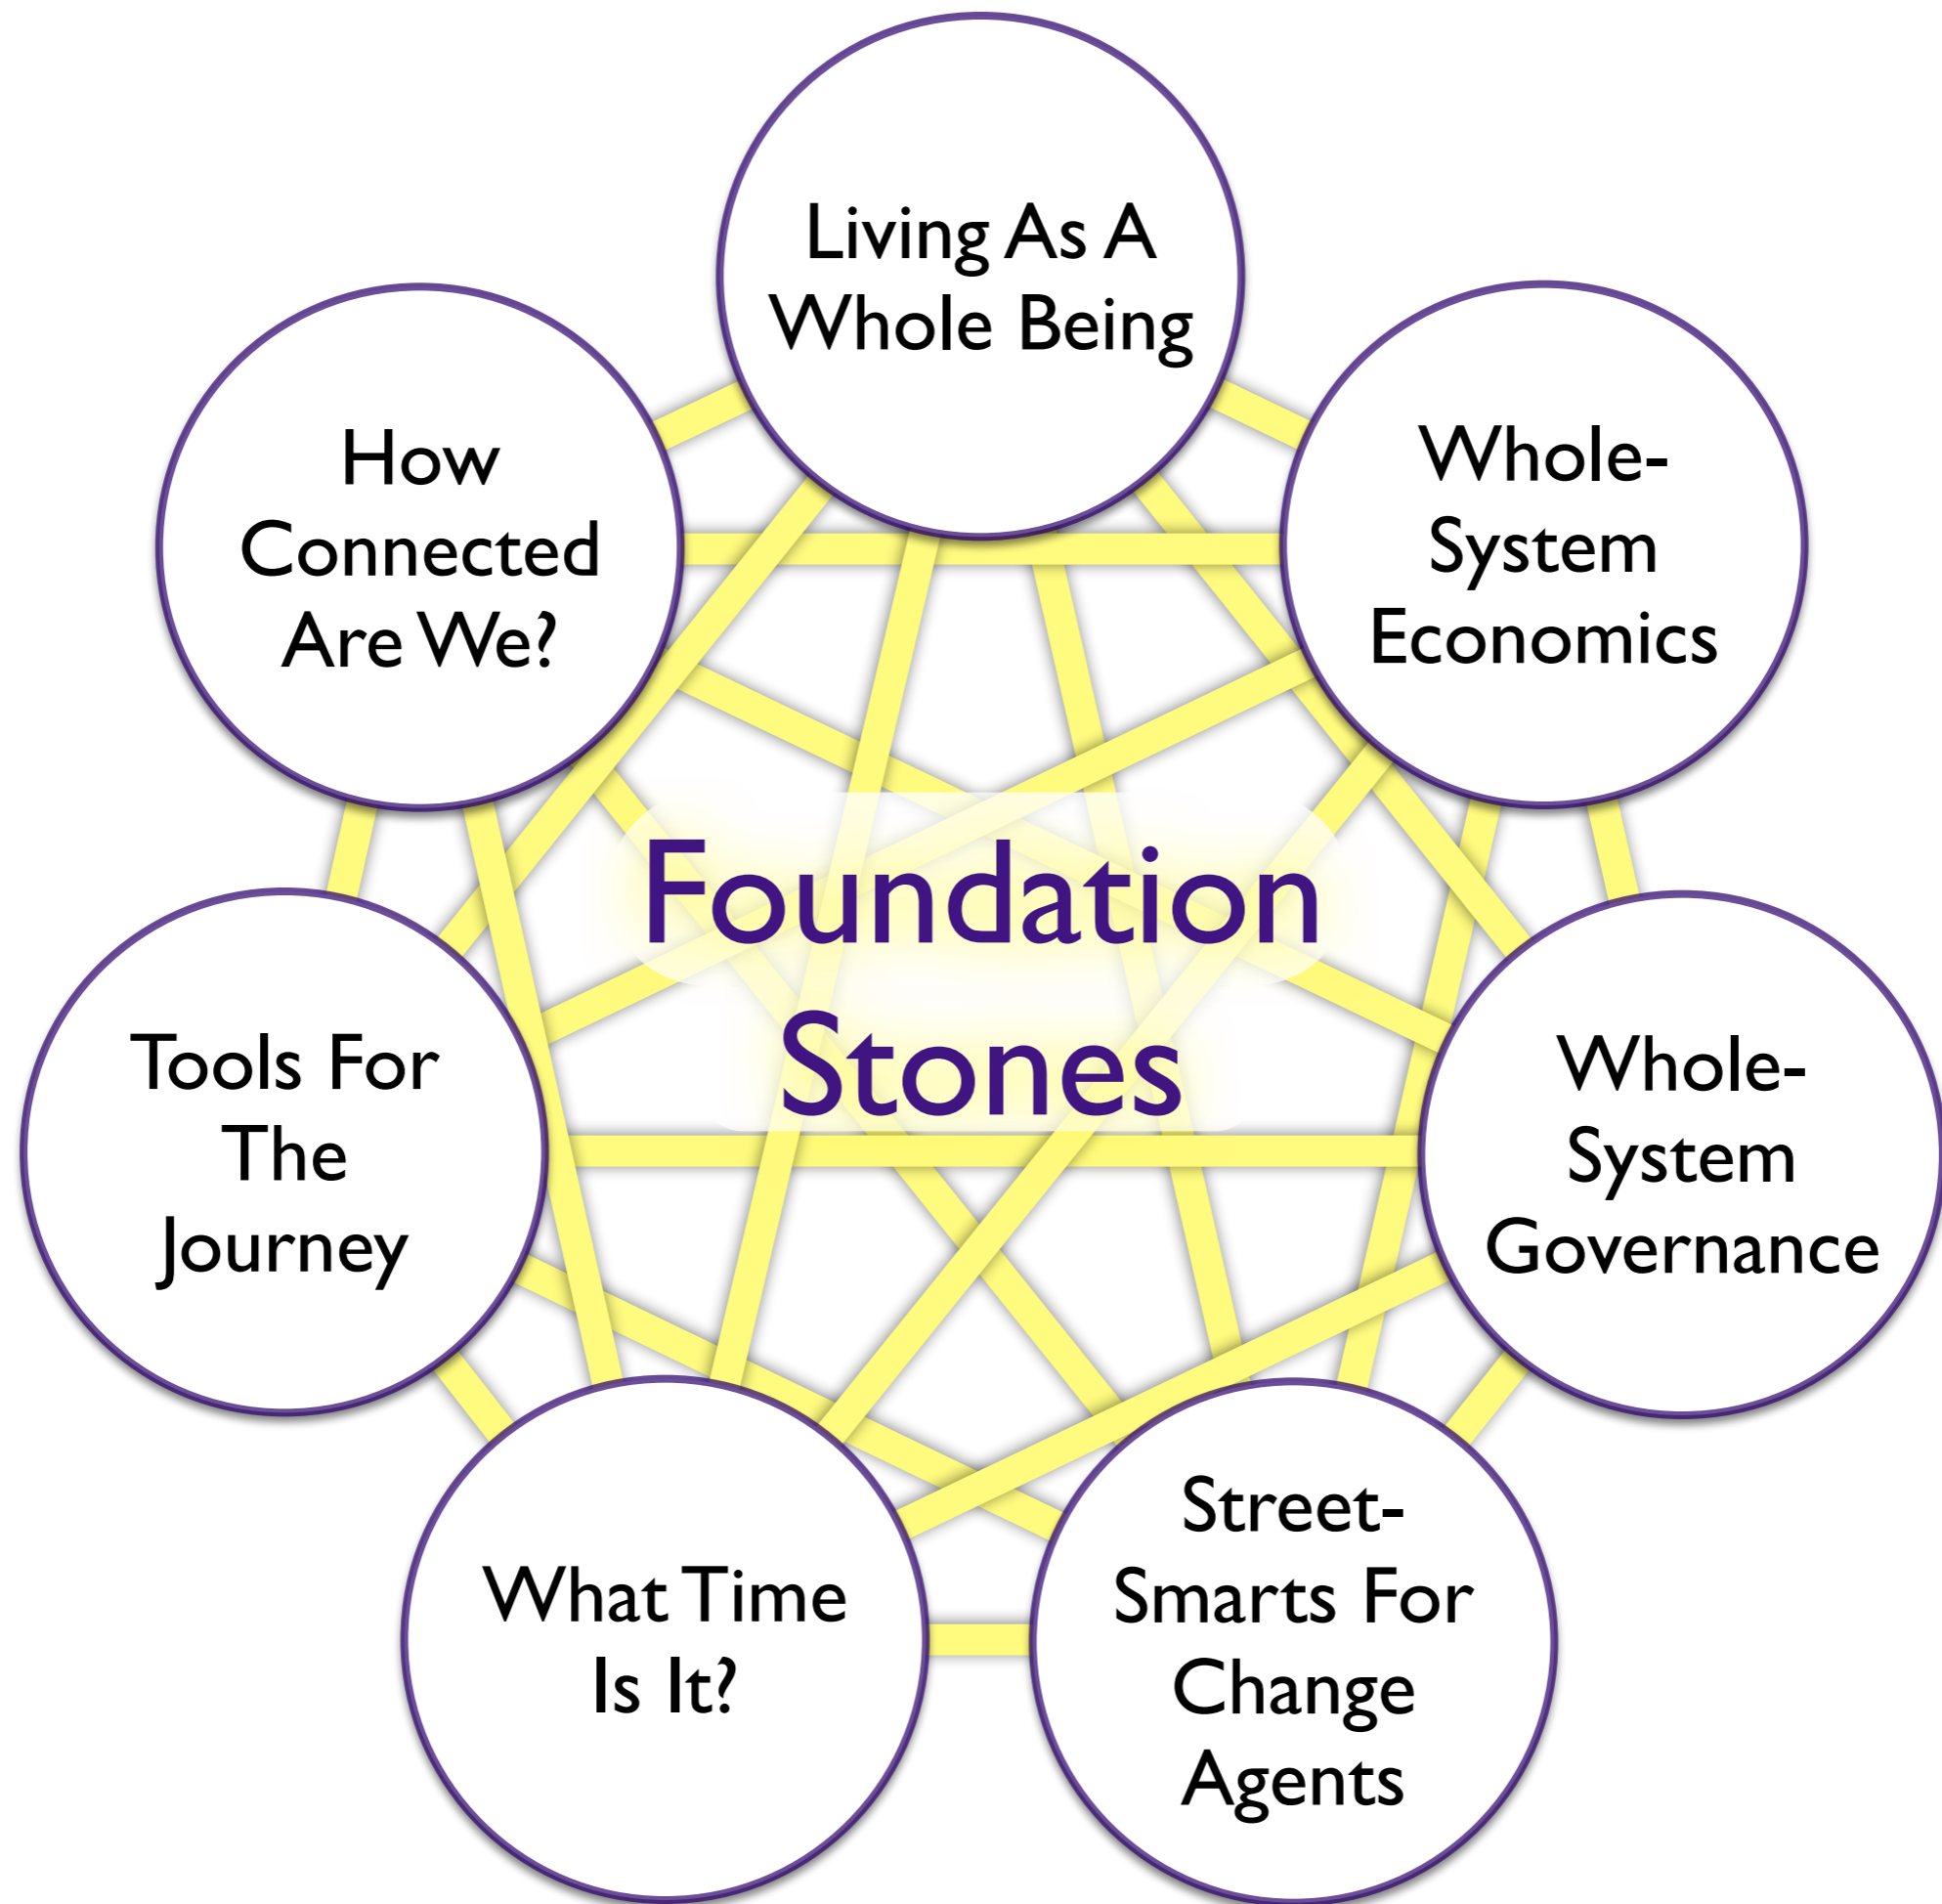 Living As A
Whole Being
Whole-
System
Economics
Whole-
System
Governance
Street-
Smarts For
Change
Agents
What Time
Is It?
Tools For
The
Journey
How
Connected
Are We?
Foundation
Stones